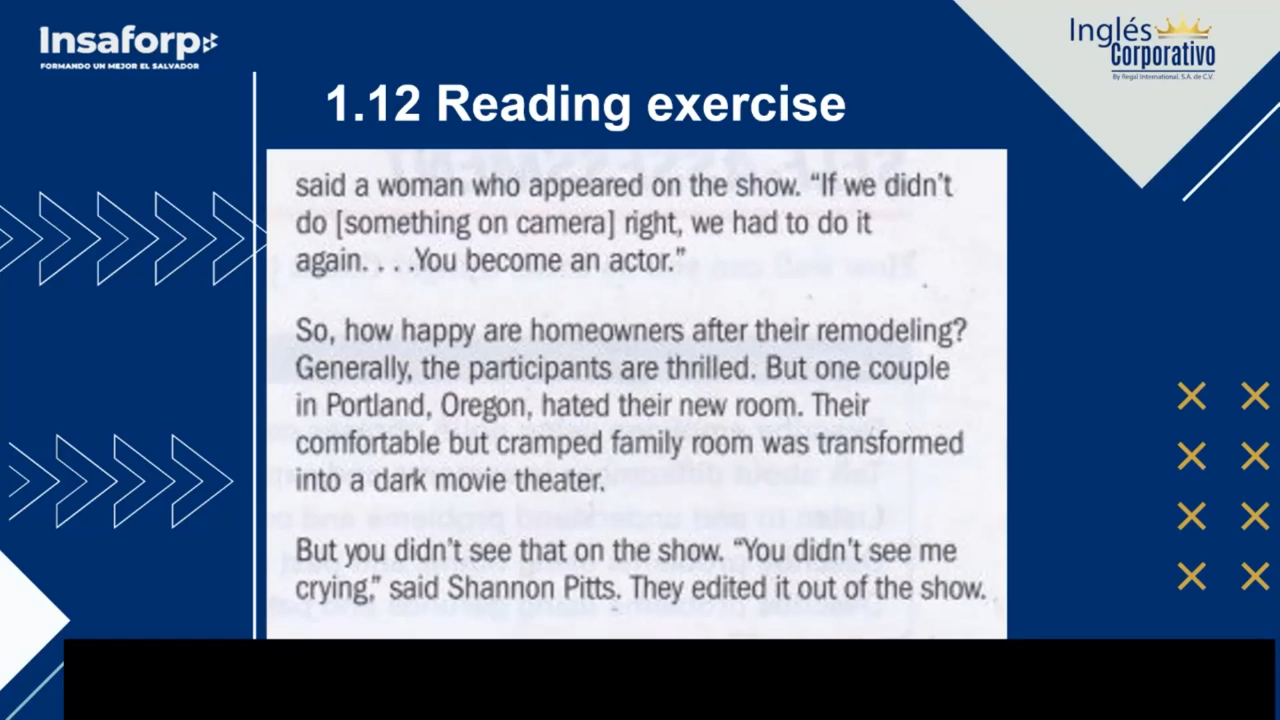 Insaforp
FORMANDO UN MEJOR EL SALVADOR
Inglés
Corporativo
By Regal International, S.A. de C.V.
1.12 Reading exercise
said a woman who appeared on the show. “If we didn’t
do [something on camera] right, we had to do it
again. . . .You become an actor.”
So, how happy are homeowners after their remodeling?
Generally, the participants are thrilled. But one couple
in Portland, Oregon, hated their new room. Their
comfortable but cramped family room was transformed
into a dark movie theater.
But you didn’t see that on the show. “You didn’t see me
crying,” said Shannon Pitts. They edited it out of the show.